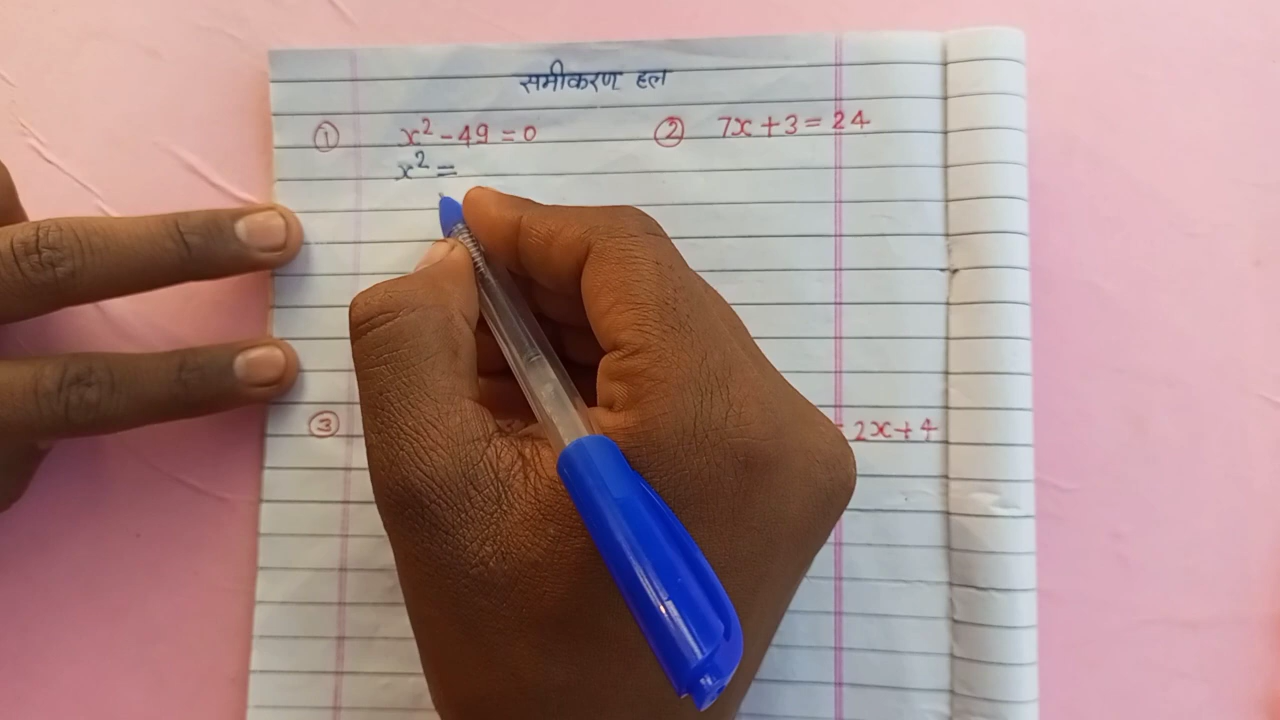 समीकरण हल
① x² - 49 = 0
x² =
② 7x + 3 = 24
③
2x + 4